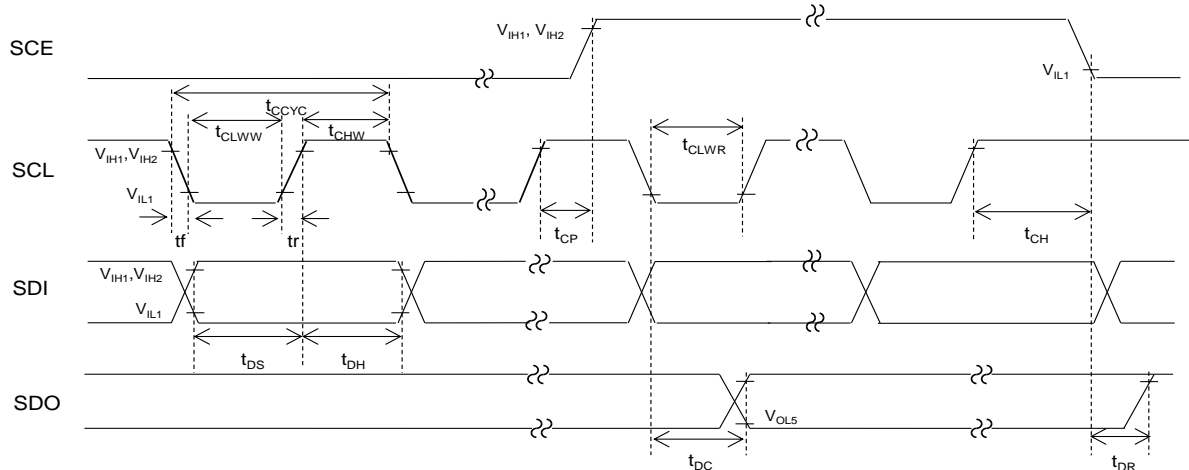 SCE
V_IH1, V_IH2
V_IL1
t_CCYC
t_CLWW
t_CHW
t_CLWR
SCL
V_IH1, V_IH2
V_IL1
tf
tr
t_CP
t_CH
SDI
V_IH1, V_IH2
V_IL1
t_DS
t_DH
SDO
V_OL5
t_DC
t_DR